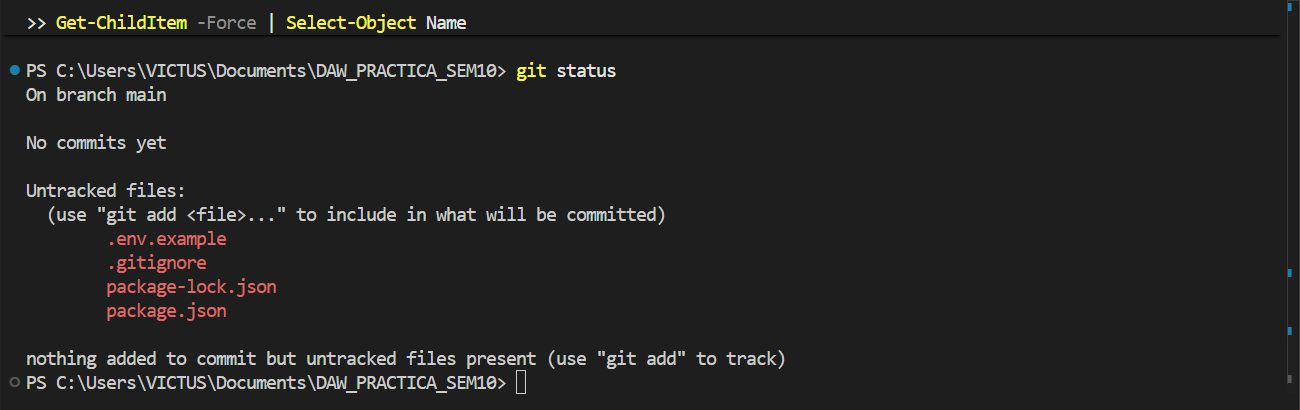 >> Get-ChildItem -Force | Select-Object Name
PS C:\Users\VICTUS\Documents\DAW_PRACTICA_SEM10> git status
On branch main
No commits yet
Untracked files:
(use "git add <file>..." to include in what will be committed)
.env.example
.gitignore
package-lock.json
package.json
nothing added to commit but untracked files present (use "git add" to track)
PS C:\Users\VICTUS\Documents\DAW_PRACTICA_SEM10>